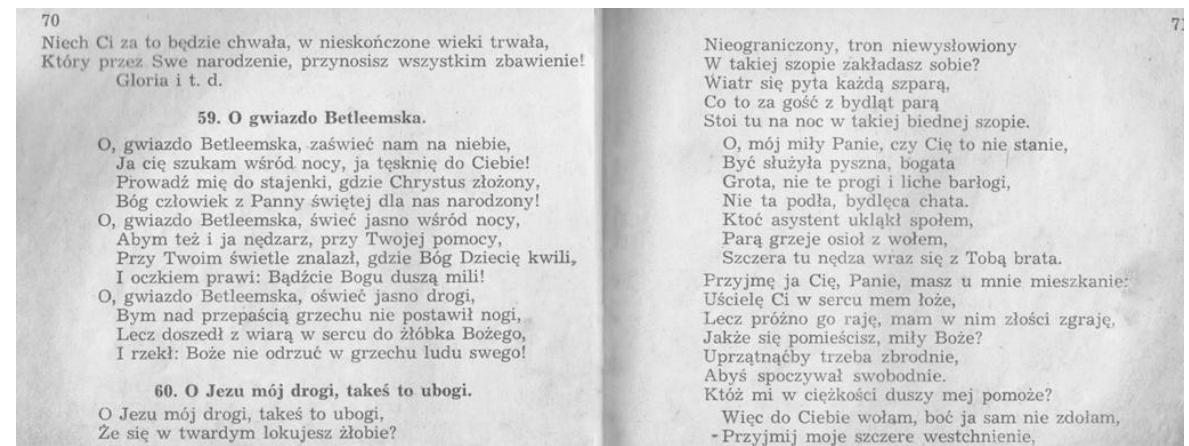 70
Niech Ci za to będzie chwała, w nieskończone wieki trwała,
Który przez Swe narodzenie, przynosisz wszystkim zbawienie!
Gloria i t. d.
59. O gwiazdo Betleemska.
O, gwiazdo Betleemska, zaświeć nam na niebie,
Ja cię szukam wśród nocy, ja tęsknię do Ciebie!
Prowadź mię do stajenki, gdzie Chrystus złożony,
Bóg człowiek z Panny świętej dla nas narodzony!
O, gwiazdo Betleemska, świeć jasno wśród nocy,
Abym też i ja nędzarz, przy Twojej pomocy,
Przy Twoim świetle znalazł, gdzie Bóg Dziecię kwili,
I oczkiem prawi: Bądźcie Bogu duszą mili!
O, gwiazdo Betleemska, oświeć jasno drogi,
Bym nad przepaścią grzechu nie postawił nogi,
Lecz doszedł z wiarą w sercu do żłóbka Bożego,
I rzekł: Boże nie odrzuć w grzechu ludu swego!
60. O Jezu mój drogi, takeś to ubogi.
O Jezu mój drogi, takeś to ubogi,
Że się w twardym lokujesz żłobie?
71
Nieograniczony, tron niewysłowiony
W takiej szopie zakładasz sobie?
Wiatr się pyta każdą szparą,
Co to za gość z bydląt parą
Stoi tu na noc w takiej biednej szopie.
O, mój miły Panie, czy Cię to nie stanie,
Być służyła pyszna, bogata
Grota, nie te progi i liche barłogi,
Nie ta podła, bydlęca chata.
Ktoć asystent ukląkł społem,
Parą grzeje osioł z wołem,
Szczera tu nędza wraz się z Tobą brata.
Przyjmę ja Cię, Panie, masz u mnie mieszkanie:
Uścielę Ci w sercu mem łoże,
Lecz próżno go raję, mam w nim złości zgraję,
Jakże się pomieścisz, miły Boże?
Uprzątnąćby trzeba zbrodnie,
Abyś spoczywał swobodnie.
Któż mi w ciężkości duszy mej pomoże?
Więc do Ciebie wołam, boć ja sam nie zdołam,
Przyjmij moje szczere westchnienie,